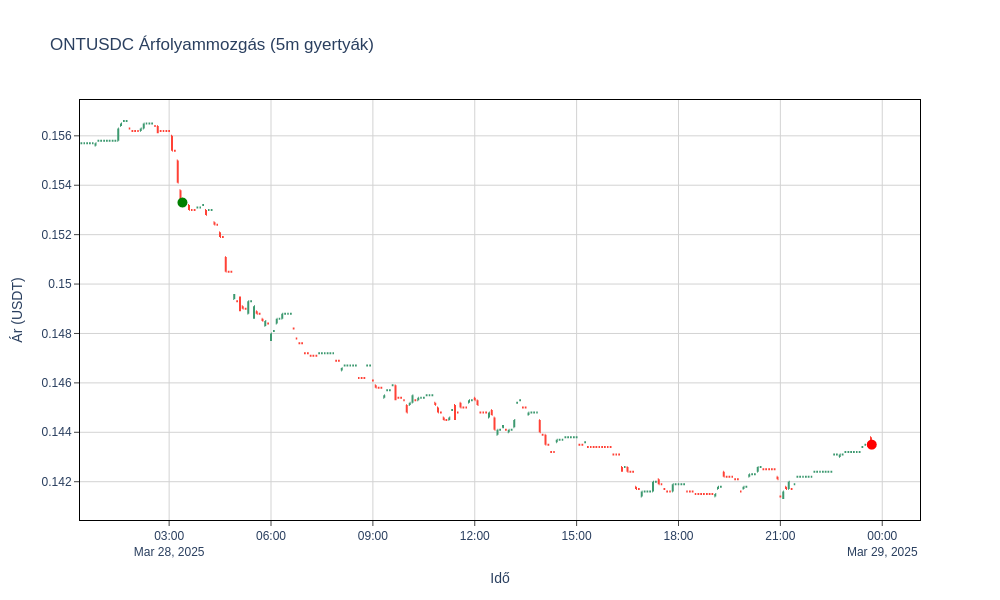 ONTUSDC Árfolyammozgás (5m gyertyák)
0.156
0.154
0.152
0.15
0.148
0.146
0.144
0.142
Ár (USDT)
03:00 06:00 09:00 12:00 15:00 18:00 21:00 00:00
Mar 28, 2025 Mar 29, 2025
Idő